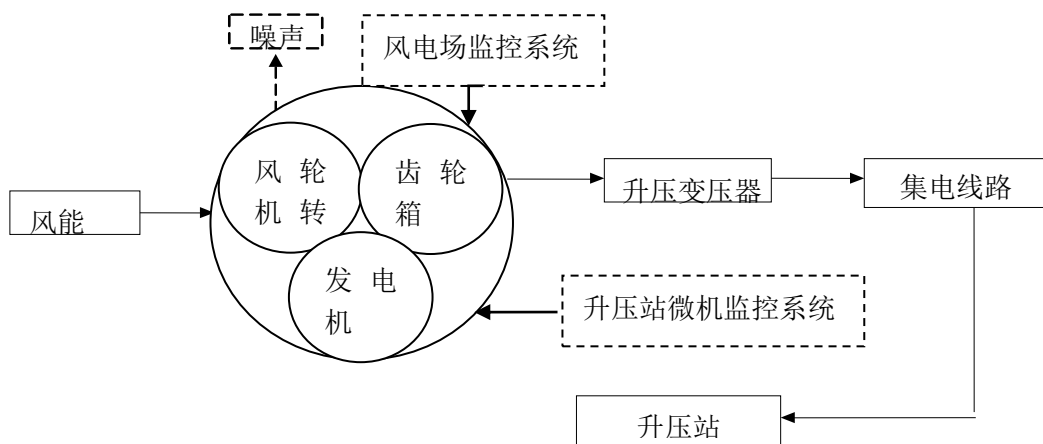 噪声
风电场监控系统
风 轮
机转
齿 轮
箱
升压变压器
集电线路
风能
发 电
机
升压站微机监控系统
升压站